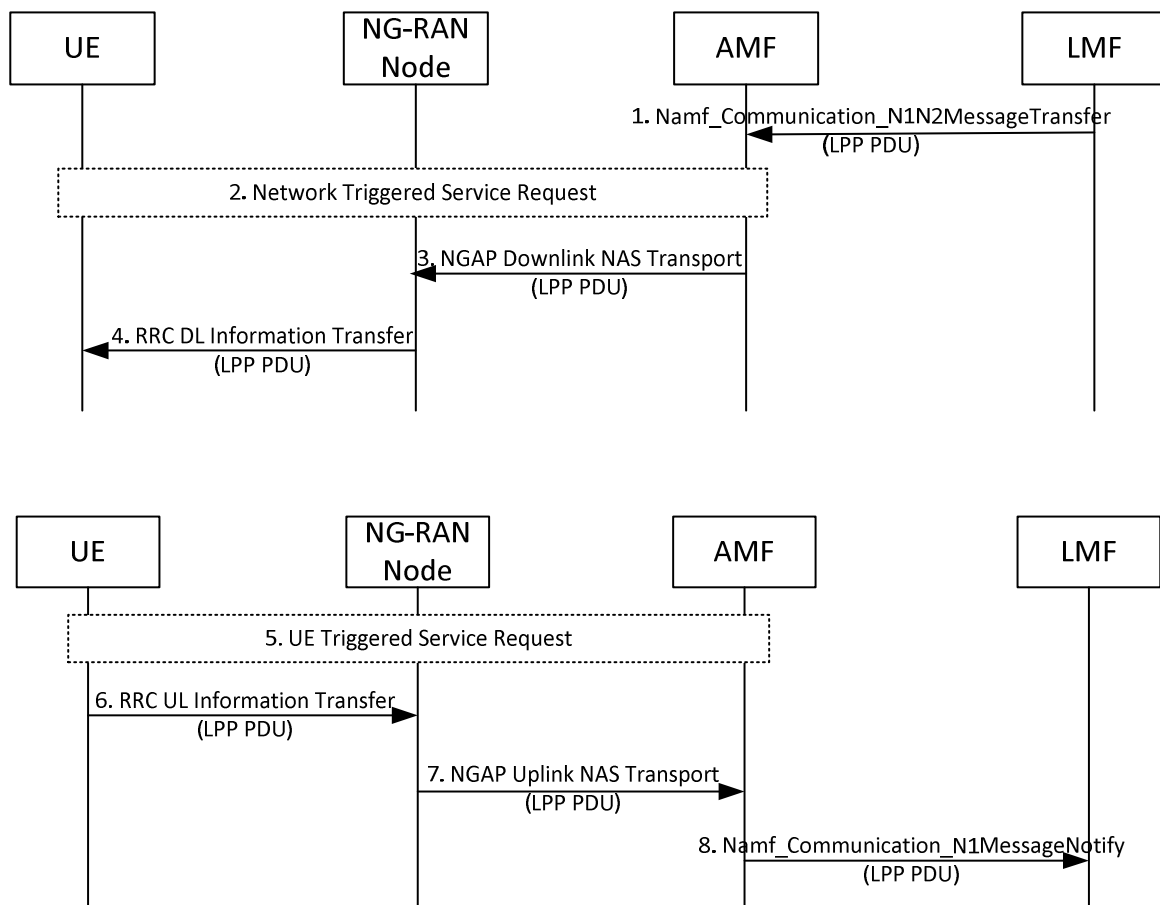 UE
NG-RAN
Node
AMF
LMF
1. Namf_Communication_N1N2MessageTransfer
(LPP PDU)
2. Network Triggered Service Request
3. NGAP Downlink NAS Transport
(LPP PDU)
4. RRC DL Information Transfer
(LPP PDU)
UE
NG-RAN
Node
AMF
LMF
5. UE Triggered Service Request
6. RRC UL Information Transfer
(LPP PDU)
7. NGAP Uplink NAS Transport
(LPP PDU)
8. Namf_Communication_N1MessageNotify
(LPP PDU)